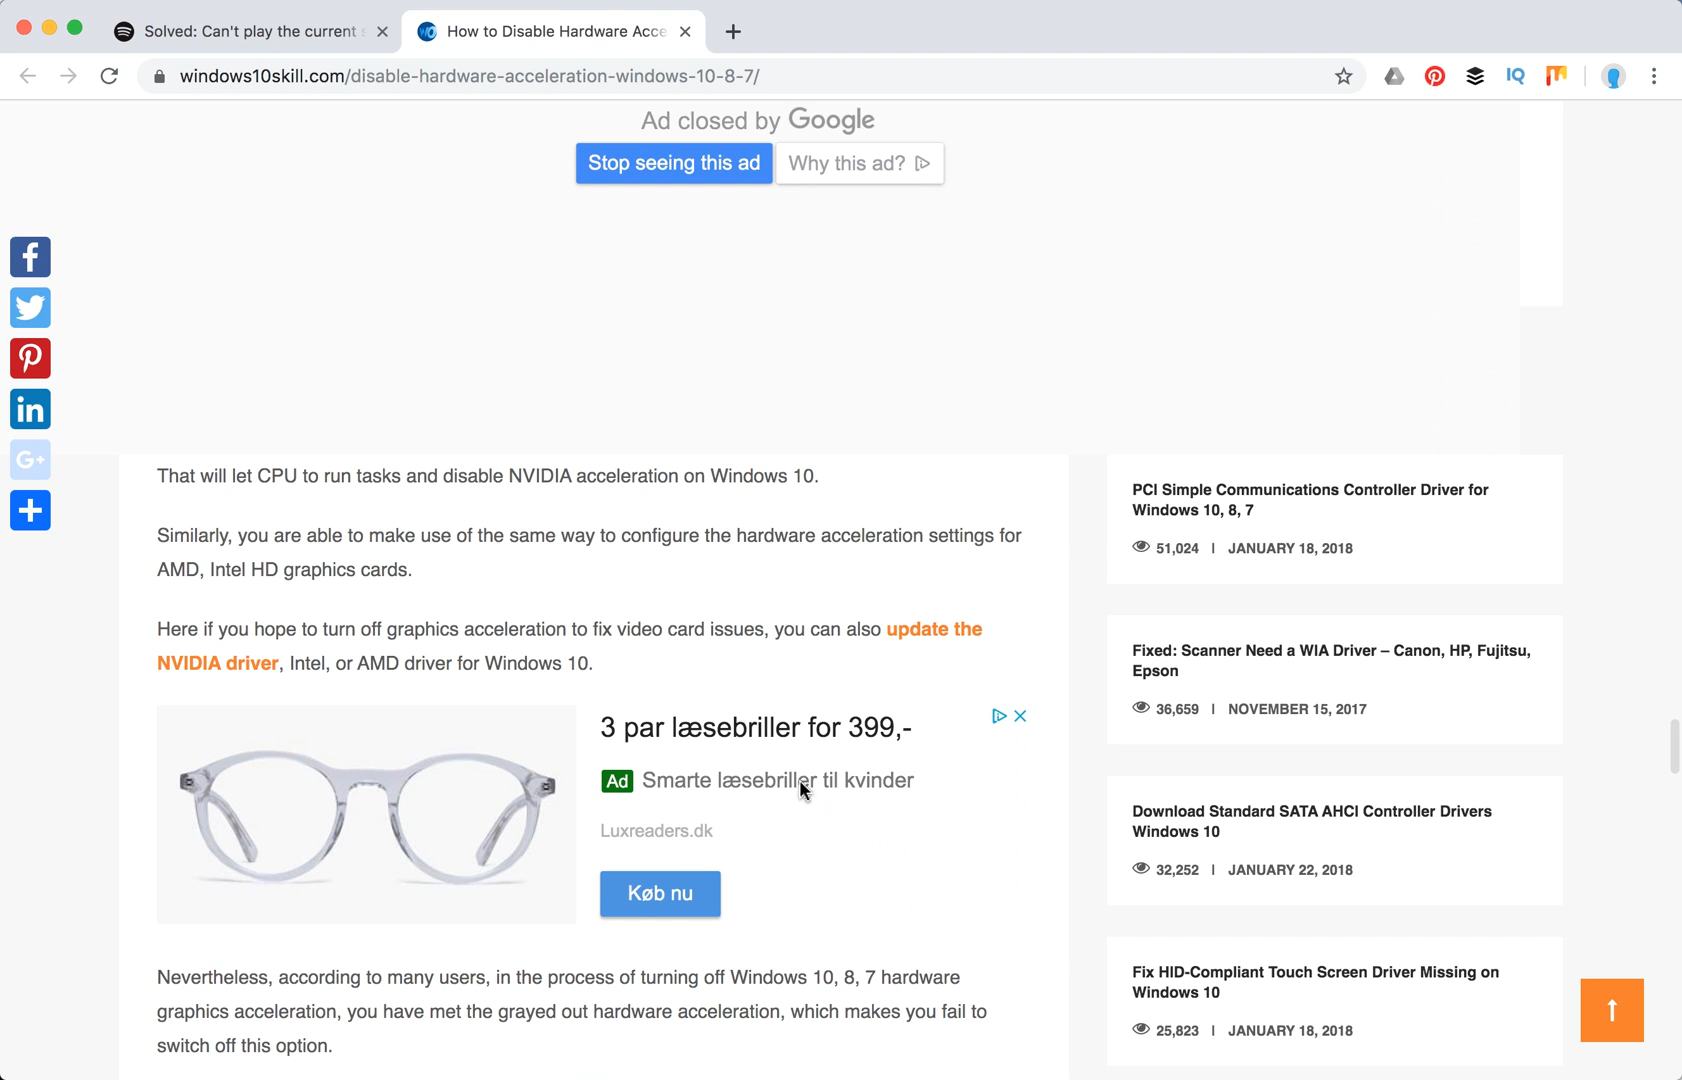 Solved: Can't play the current s
How to Disable Hardware Acce
windows10skill.com/disable-hardware-acceleration-windows-10-8-7/
IQ
Ad closed by Google
Stop seeing this ad
Why this ad?
f
in
G+
That will let CPU to run tasks and disable NVIDIA acceleration on Windows 10.
Similarly, you are able to make use of the same way to configure the hardware acceleration settings for
AMD, Intel HD graphics cards.
Here if you hope to turn off graphics acceleration to fix video card issues, you can also update the
NVIDIA driver, Intel, or AMD driver for Windows 10.
3 par læsebriller for 399,-
Ad Smarte læsebriller til kvinder
Luxreaders.dk
Køb nu
Nevertheless, according to many users, in the process of turning off Windows 10, 8, 7 hardware
graphics acceleration, you have met the grayed out hardware acceleration, which makes you fail to
switch off this option.
PCI Simple Communications Controller Driver for
Windows 10, 8, 7
51,024 | JANUARY 18, 2018
Fixed: Scanner Need a WIA Driver – Canon, HP, Fujitsu,
Epson
36,659 | NOVEMBER 15, 2017
Download Standard SATA AHCI Controller Drivers
Windows 10
32,252 | JANUARY 22, 2018
Fix HID-Compliant Touch Screen Driver Missing on
Windows 10
25,823 | JANUARY 18, 2018